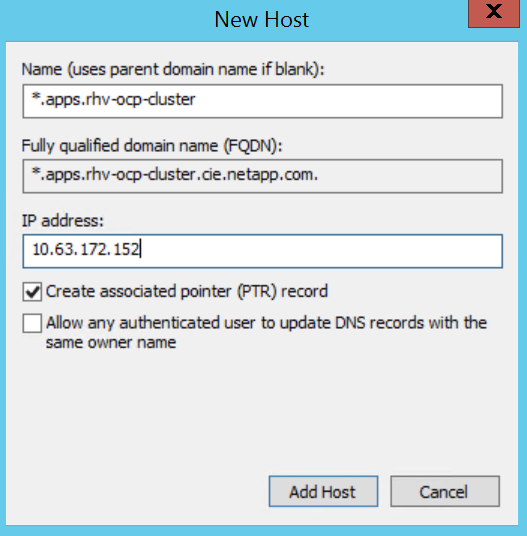 New Host
X
Name (uses parent domain name if blank):
*.apps.rhv-ocp-cluster
Fully qualified domain name (FQDN):
*.apps.rhv-ocp-cluster.cie.netapp.com.
IP address:
10.63.172.152
Create associated pointer (PTR) record
Allow any authenticated user to update DNS records with the
same owner name
Add Host
Cancel